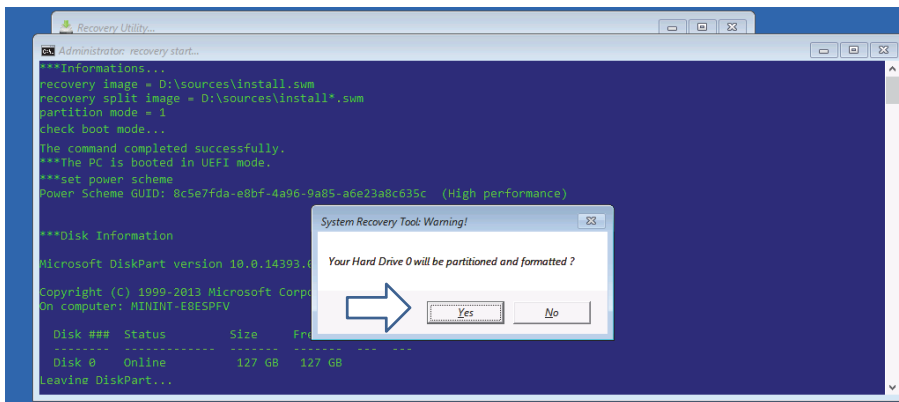 Recovery Utility...
Administrator: recovery start...
***Informations...
recovery image = D:\sources\install.swm
recovery split image = D:\sources\install*.swm
partition mode = 1
check boot mode...
The command completed successfully.
***The PC is booted in UEFI mode.
***set power scheme
Power Scheme GUID: 8c5e7fda-e8bf-4a96-9a85-a6e23a8c635c (High performance)
***Disk Information
Microsoft DiskPart version 10.0.14393.
Copyright (C) 1999-2013 Microsoft Corp
On computer: MININT-E8ESPFV
Disk ### Status Size Fre
-------- ------------- ------- ------- --- ---
Disk 0 Online 127 GB 127 GB
Leaving DiskPart...
System Recovery Tool: Warning!
Your Hard Drive 0 will be partitioned and formatted ?
Yes No